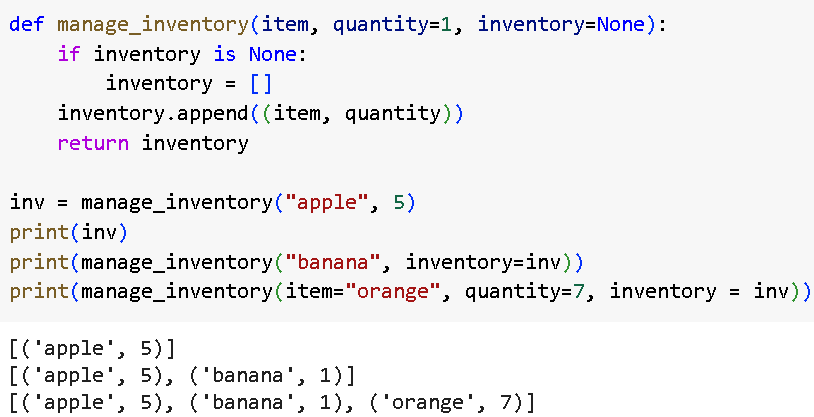 def manage_inventory(item, quantity=1, inventory=None):
    if inventory is None:
        inventory = []
    inventory.append((item, quantity))
    return inventory

inv = manage_inventory("apple", 5)
print(inv)
print(manage_inventory("banana", inventory=inv))
print(manage_inventory(item="orange", quantity=7, inventory = inv))

[('apple', 5)]
[('apple', 5), ('banana', 1)]
[('apple', 5), ('banana', 1), ('orange', 7)]